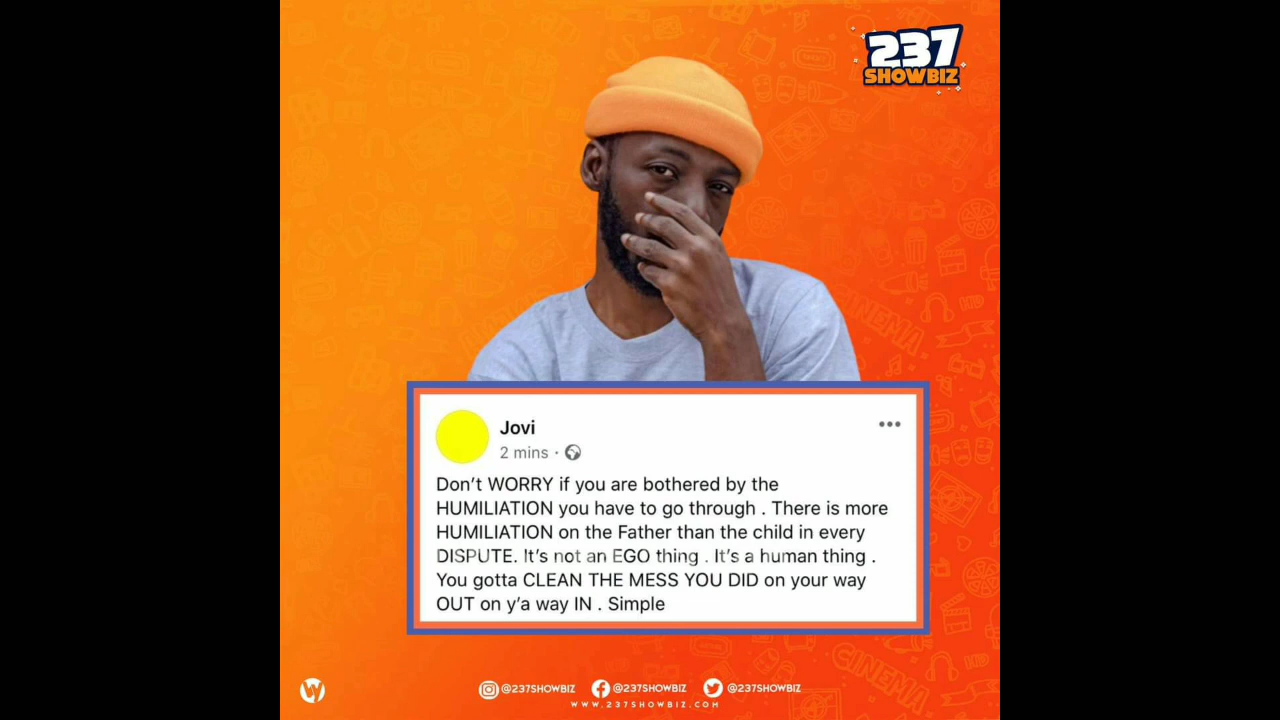 237
SHOWBIZ
Jovi
2 mins ·
Don't WORRY if you are bothered by the
HUMILIATION you have to go through . There is more
HUMILIATION on the Father than the child in every
DISPUTE. It's not an EGO thing . It's a human thing .
You gotta CLEAN THE MESS YOU DID on your way
OUT on y'a way IN . Simple
CINEMA
CINEMA
@237SHOWBIZ @237SHOWBIZ @237SHOWBIZ
WWW.237SHOWBIZ.COM